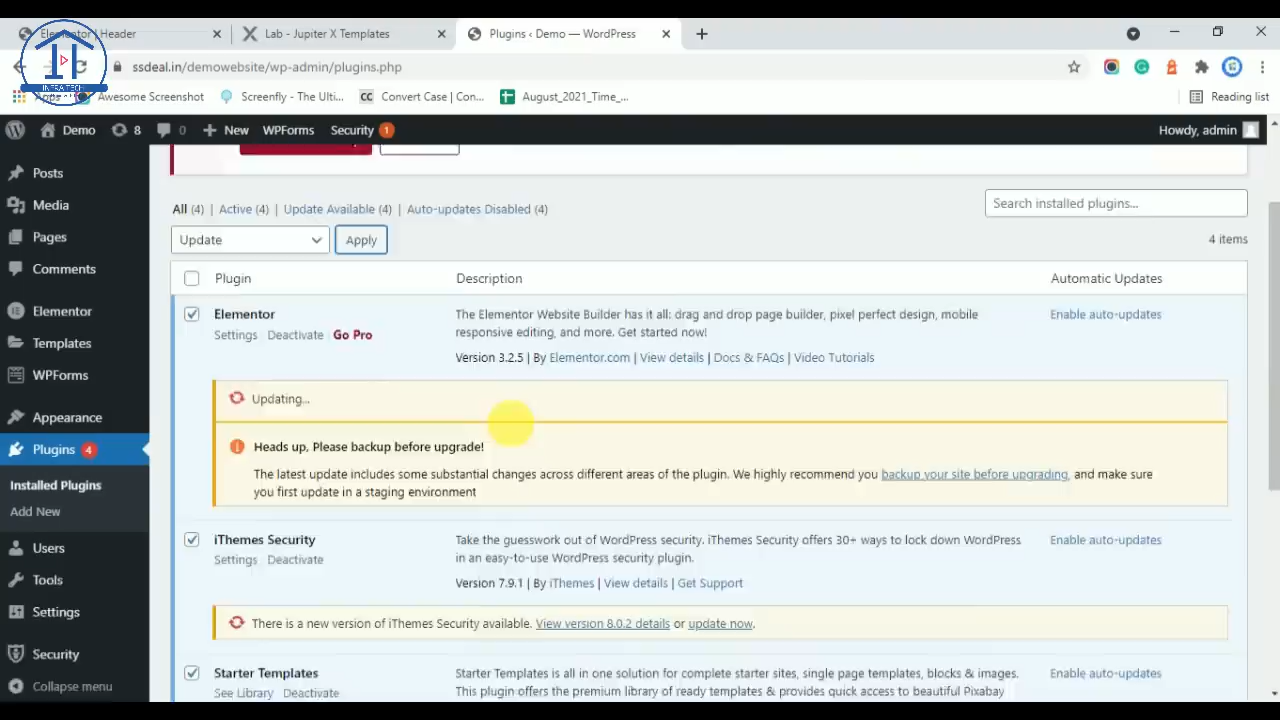 Elementor | Header
Lab - Jupiter X Templates
Plugins ‹ Demo — WordPress
ssdeal.in/demowebsite/wp-admin/plugins.php
IT
INFRATECH
Apps
Awesome Screenshot
Screenfly - The Ulti...
CC
Convert Case | Con...
August_2021_Time_...
Reading list
Demo
8
0
New
WPForms
Security 1
Howdy, admin
Posts
Media
Pages
Comments
Elementor
Templates
WPForms
Appearance
Plugins 4
Installed Plugins
Add New
Users
Tools
Settings
Security
Collapse menu
All (4) | Active (4) | Update Available (4) | Auto-updates Disabled (4)
Search installed plugins...
Update
Apply
4 items
Plugin
Description
Automatic Updates
Elementor
Settings Deactivate Go Pro
The Elementor Website Builder has it all: drag and drop page builder, pixel perfect design, mobile
responsive editing, and more. Get started now!
Version 3.2.5 | By Elementor.com | View details | Docs & FAQs | Video Tutorials
Enable auto-updates
Updating...
Heads up, Please backup before upgrade!
The latest update includes some substantial changes across different areas of the plugin. We highly recommend you backup your site before upgrading, and make sure
you first update in a staging environment
iThemes Security
Settings Deactivate
Take the guesswork out of WordPress security. iThemes Security offers 30+ ways to lock down WordPress
in an easy-to-use WordPress security plugin.
Version 7.9.1 | By iThemes | View details | Get Support
Enable auto-updates
There is a new version of iThemes Security available. View version 8.0.2 details or update now.
Starter Templates
See Library Deactivate
Starter Templates is all in one solution for complete starter sites, single page templates, blocks & images.
This plugin offers the premium library of ready templates & provides quick access to beautiful Pixabay
Enable auto-updates